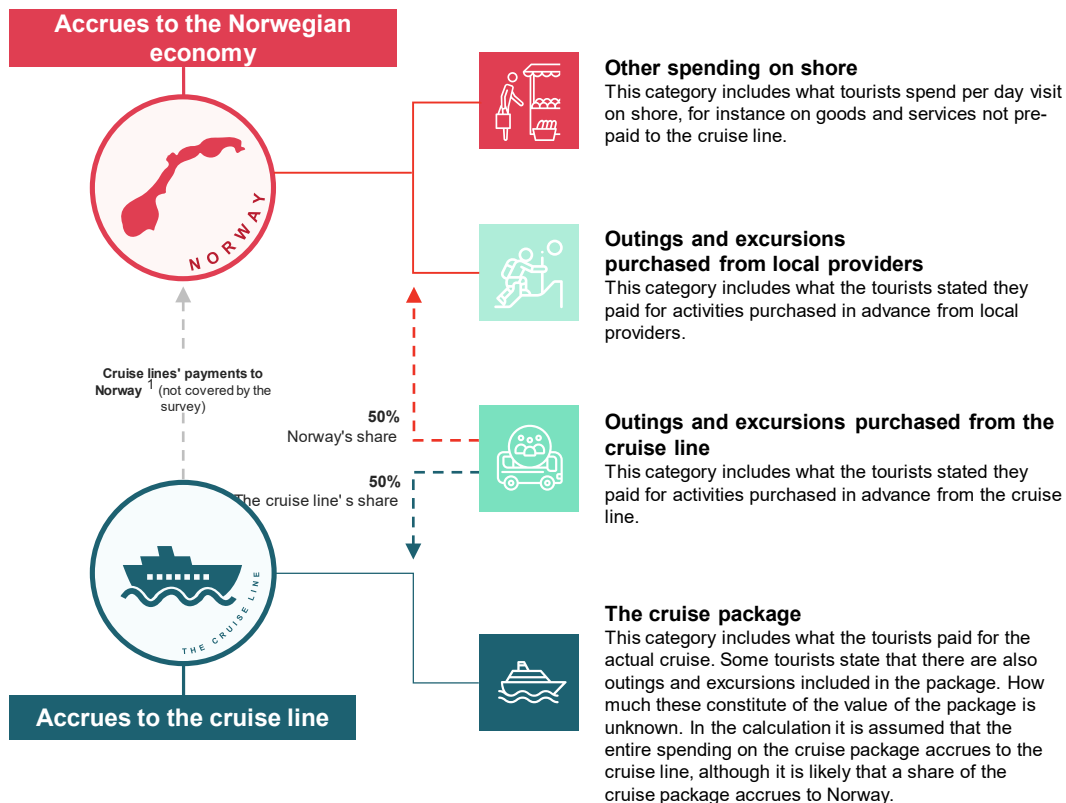 Accrues to the Norwegian
economy
NORWAY
Other spending on shore
This category includes what tourists spend per day visit
on shore, for instance on goods and services not pre-
paid to the cruise line.
Outings and excursions
purchased from local providers
This category includes what the tourists stated they
paid for activities purchased in advance from local
providers.
Cruise lines' payments to
Norway 1 (not covered by the
survey)
50%
Norway's share
50%
The cruise line' s share
Outings and excursions purchased from the
cruise line
This category includes what the tourists stated they
paid for activities purchased in advance from the cruise
line.
THE CRUISE LINE
Accrues to the cruise line
The cruise package
This category includes what the tourists paid for the
actual cruise. Some tourists state that there are also
outings and excursions included in the package. How
much these constitute of the value of the package is
unknown. In the calculation it is assumed that the
entire spending on the cruise package accrues to the
cruise line, although it is likely that a share of the
cruise package accrues to Norway.